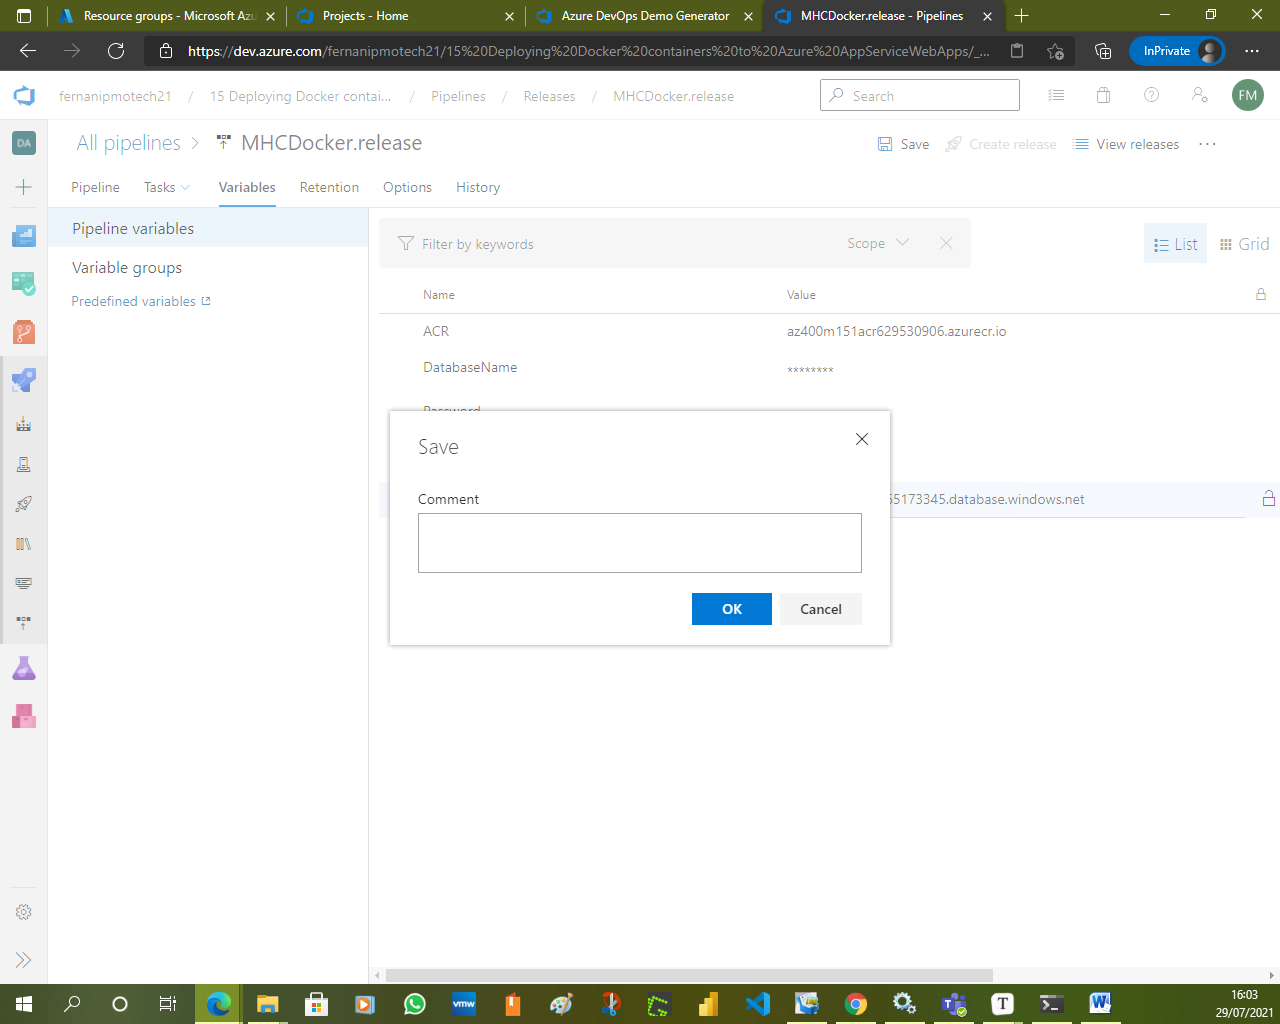 Resource groups - Microsoft Azu
Projects - Home
Azure DevOps Demo Generator
MHCDocker.release - Pipelines
https://dev.azure.com/fernanipmotech21/15%20Deploying%20Docker%20containers%20to%20Azure%20AppServiceWebApps/_...
InPrivate
fernanipmotech21 / 15 Deploying Docker contai... / Pipelines / Releases / MHCDocker.release
Search
FM
DA
All pipelines > MHCDocker.release
Save
Create release
View releases
Pipeline
Tasks
Variables
Retention
Options
History
Pipeline variables
Variable groups
Predefined variables
Filter by keywords
Scope
List
Grid
Name
Value
ACR
az400m151acr629530906.azurecr.io
DatabaseName
********
Password
55173345.database.windows.net
Save
Comment
OK
Cancel
vmw
T
W
16:03
29/07/2021